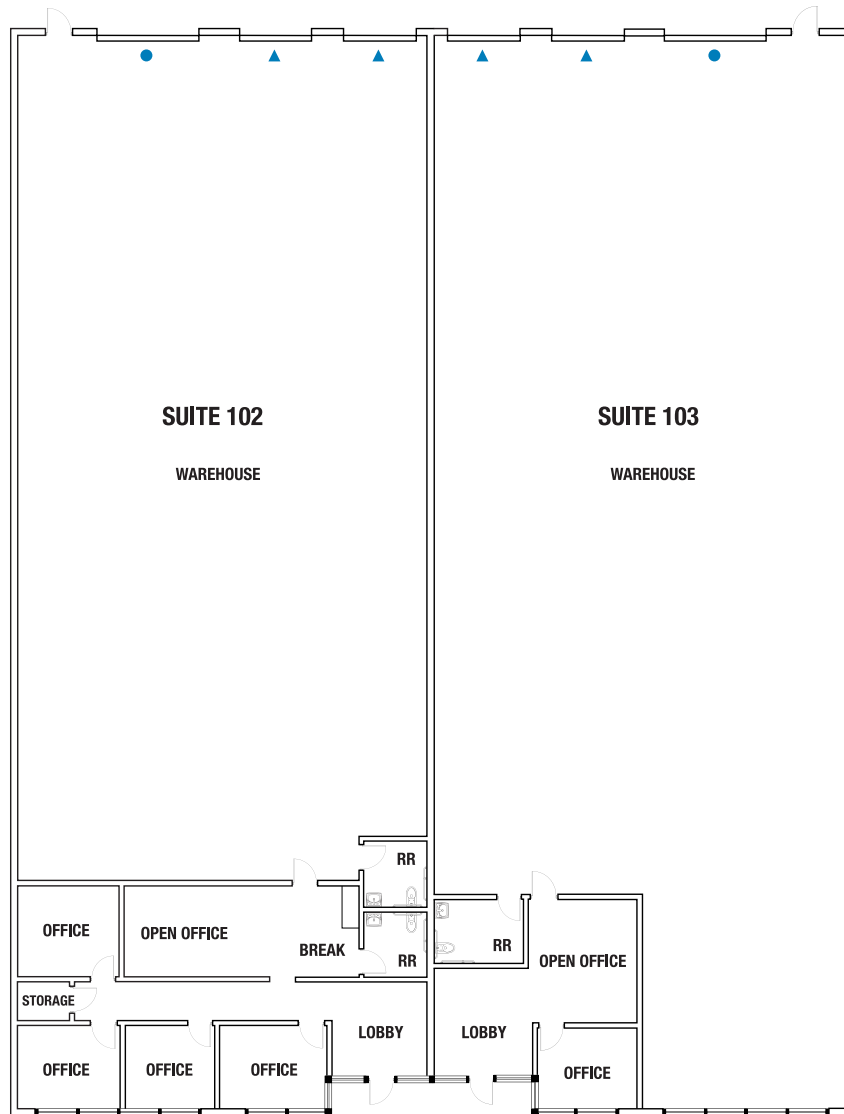 SUITE 102
SUITE 103
WAREHOUSE
WAREHOUSE
RR
OFFICE
OPEN OFFICE
BREAK
RR
RR
OPEN OFFICE
STORAGE
LOBBY
LOBBY
OFFICE
OFFICE
OFFICE
OFFICE